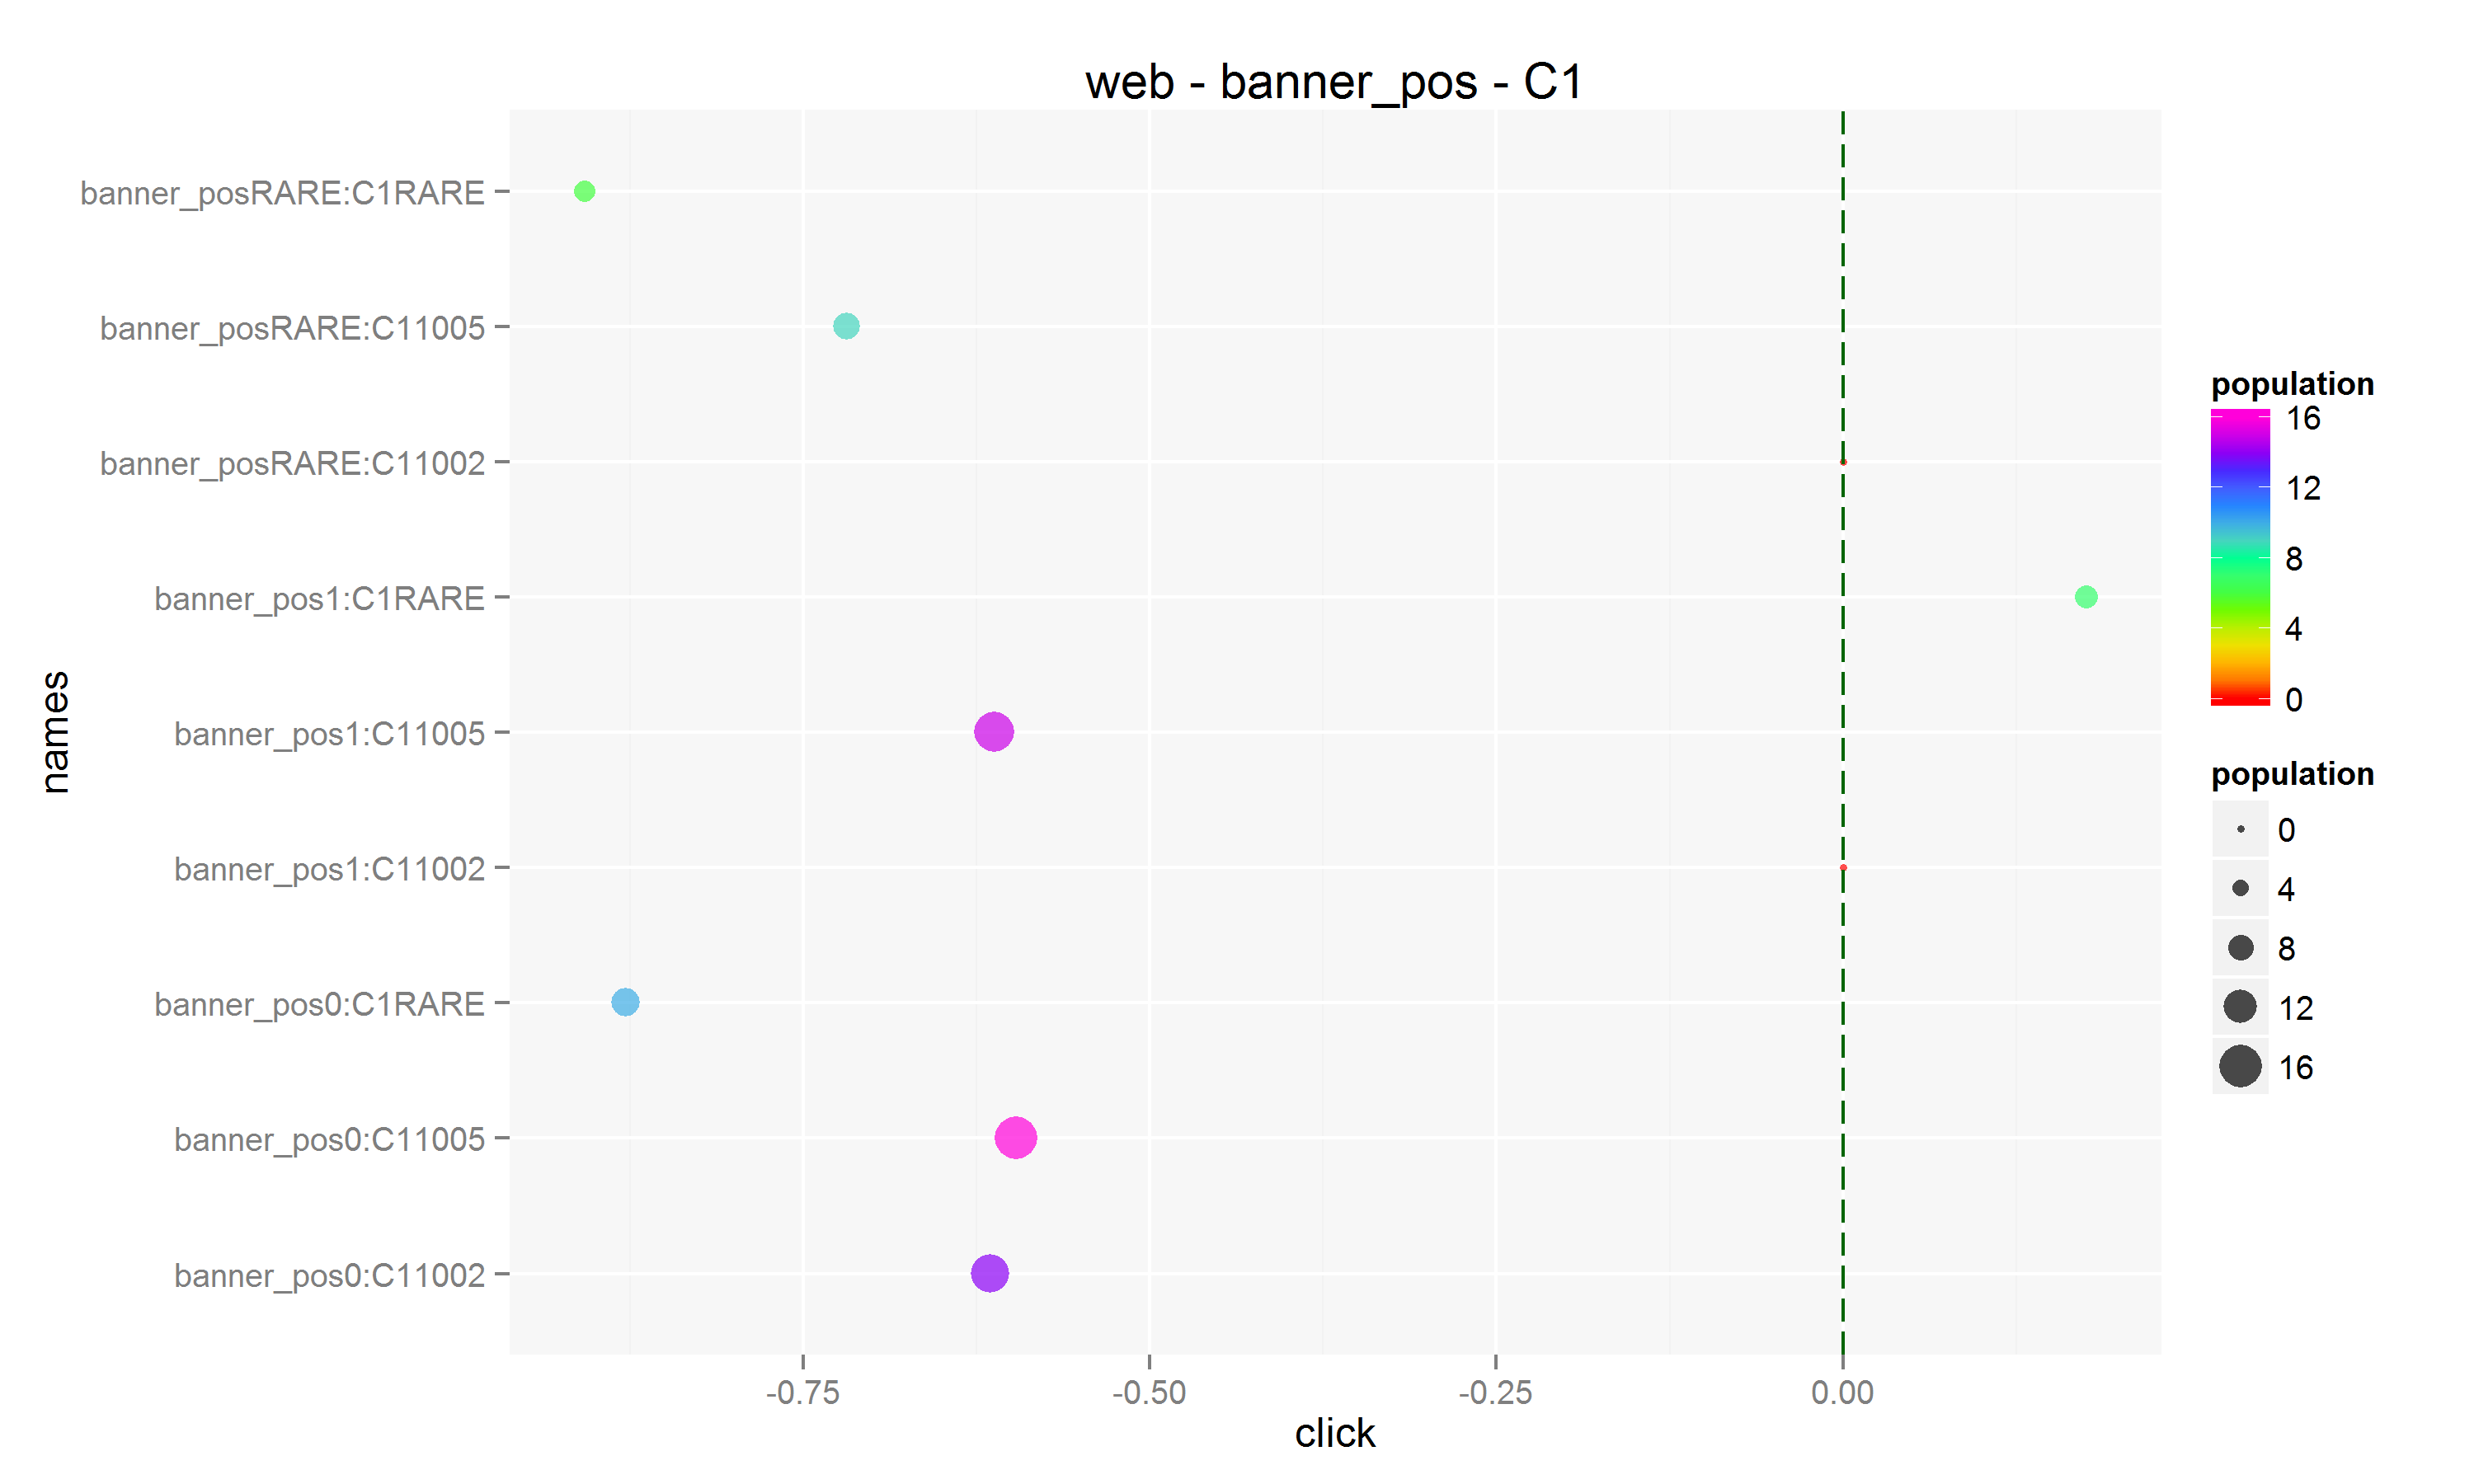 web - banner_pos - C1
names
banner_posRARE:C1RARE
banner_posRARE:C11005
banner_posRARE:C11002
banner_pos1:C1RARE
banner_pos1:C11005
banner_pos1:C11002
banner_pos0:C1RARE
banner_pos0:C11005
banner_pos0:C11002
-0.75
-0.50
-0.25
0.00
click
population
16
12
8
4
0
population
0
4
8
12
16